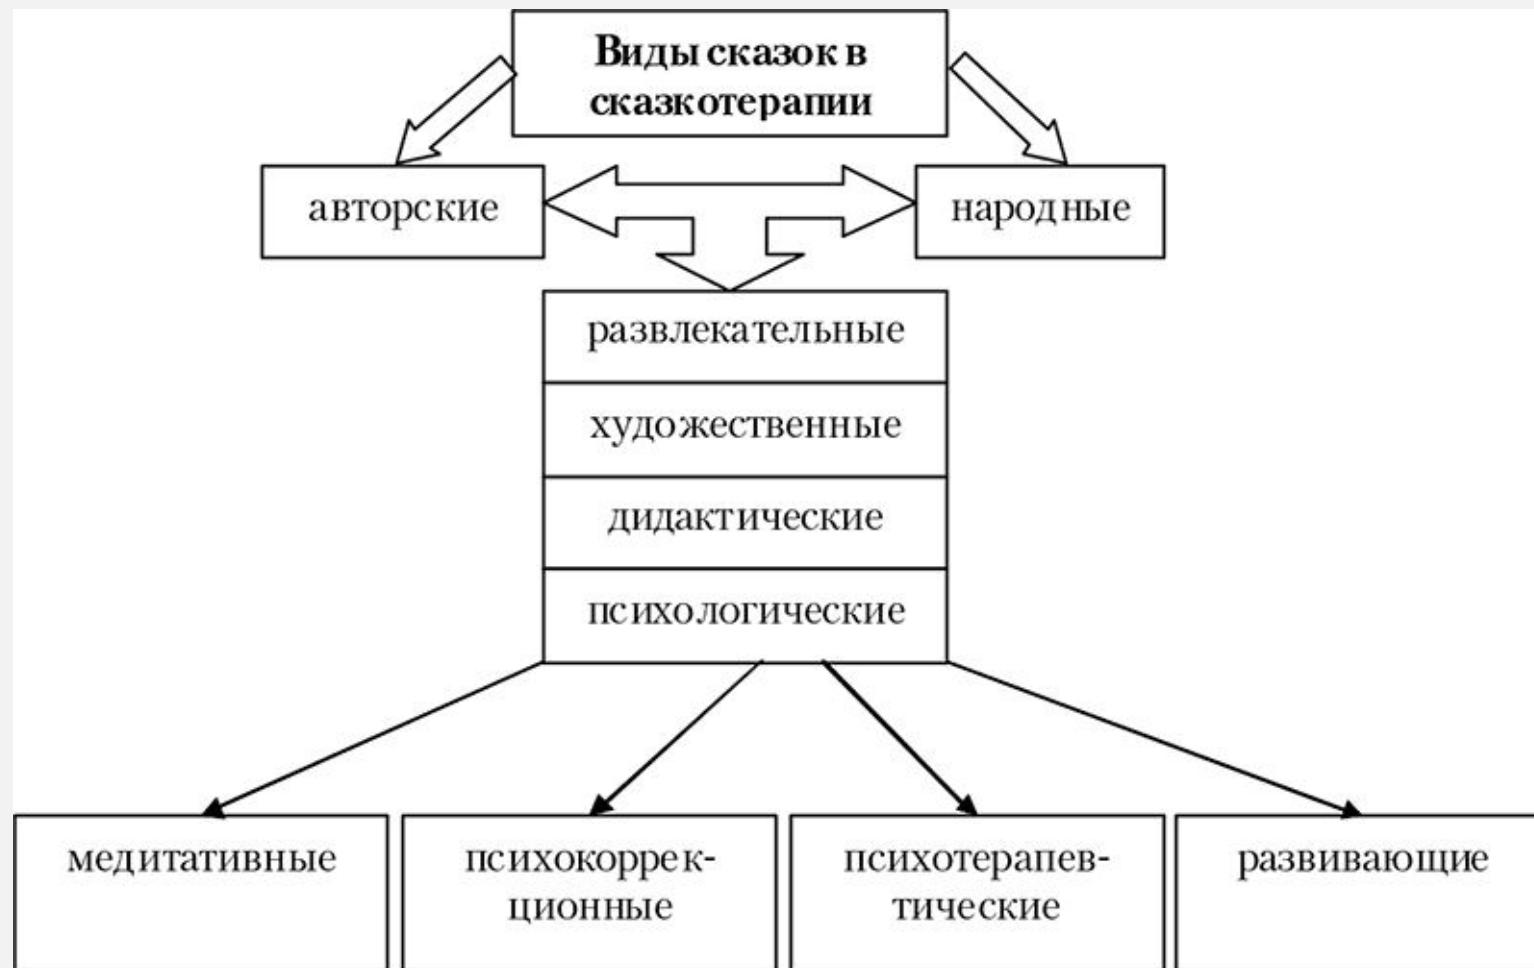 Виды сказок в
сказкотерапии
авторские
народные
развлекательные
художественные
дидактические
психологические
медитативные
психокоррек-
ционные
психотерапев-
тические
развивающие